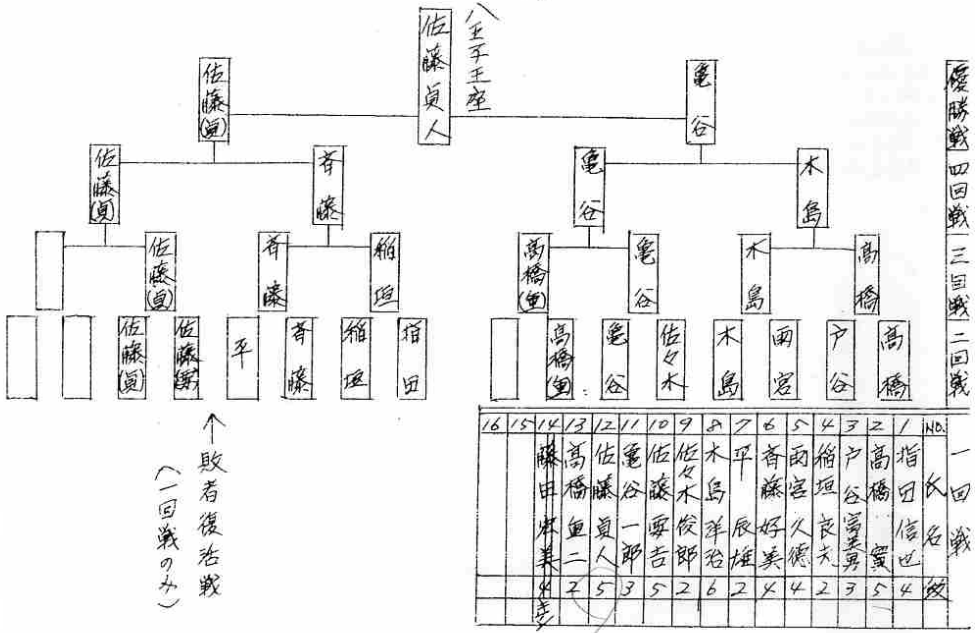 八王子王座
佐藤貞人
佐藤(貞)
亀谷
佐藤(貞)
斉藤
亀谷
木島
佐藤(貞)
斉藤
稲垣
高橋(重)
亀谷
木島
高橋
佐藤(貞)
平
斉藤
稲垣
指田
高橋(重)
亀谷
佐々木
木島
雨宮
戸谷
高橋
優勝戦
四回戦
三回戦
二回戦
一回戦
↑敗者復活戦
(一回戦のみ)
NO. 氏名
1 指田信也 4
2 高橋實 5
3 戸谷富美男 3
4 稲垣良夫 2
5 雨宮久徳 4
6 斉藤好美 4
7 平辰雄 2
8 木島洋治 6
9 佐々木俊郎 2
10 佐藤要吉 5
11 亀谷一郎 3
12 佐藤貞人 5
13 高橋重二 2
14 藤田宏美
15
16